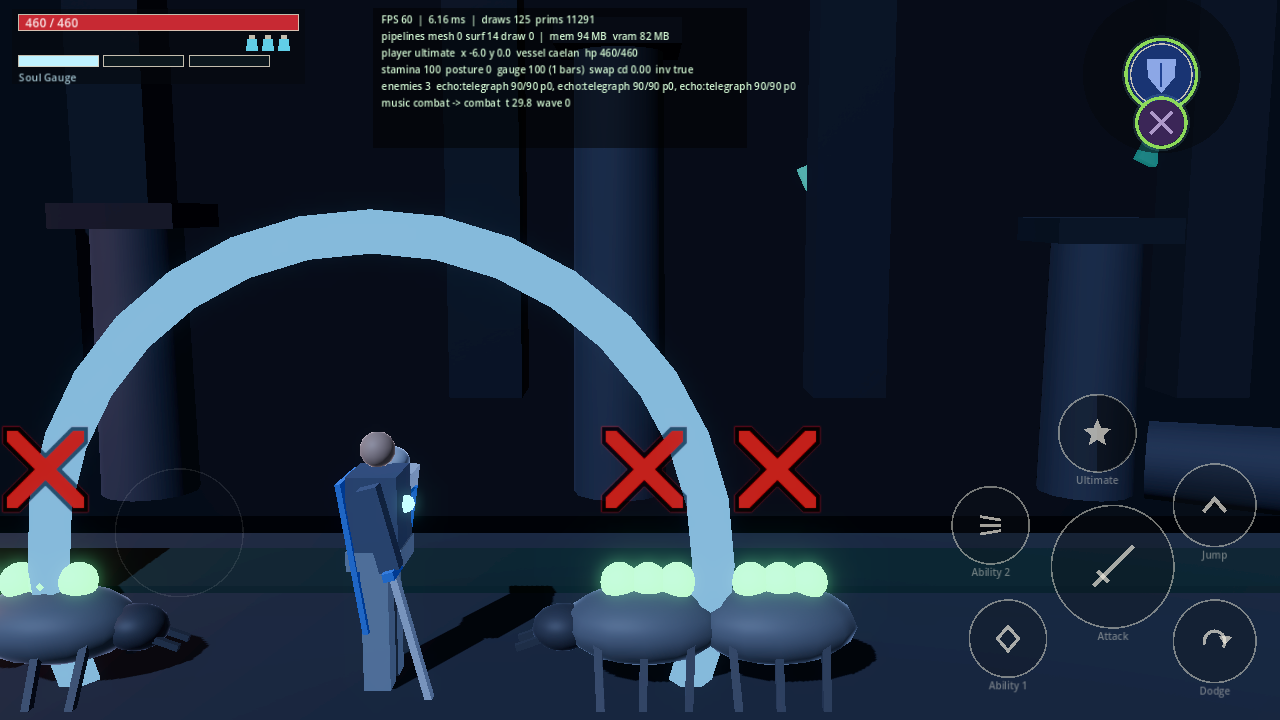 460 / 460
Soul Gauge
FPS 60 | 6.16 ms | draws 125 prims 11291
pipelines mesh 0 surf 14 draw 0 | mem 94 MB vram 82 MB
player ultimate x -6.0 y 0.0 vessel caelan hp 460/460
stamina 100 posture 0 gauge 100 (1 bars) swap cd 0.00 inv true
enemies 3 echo:telegraph 90/90 p0, echo:telegraph 90/90 p0, echo:telegraph 90/90 p0
music combat -> combat t 29.8 wave 0
Ultimate
Ability 2
Jump
Attack
Ability 1
Dodge